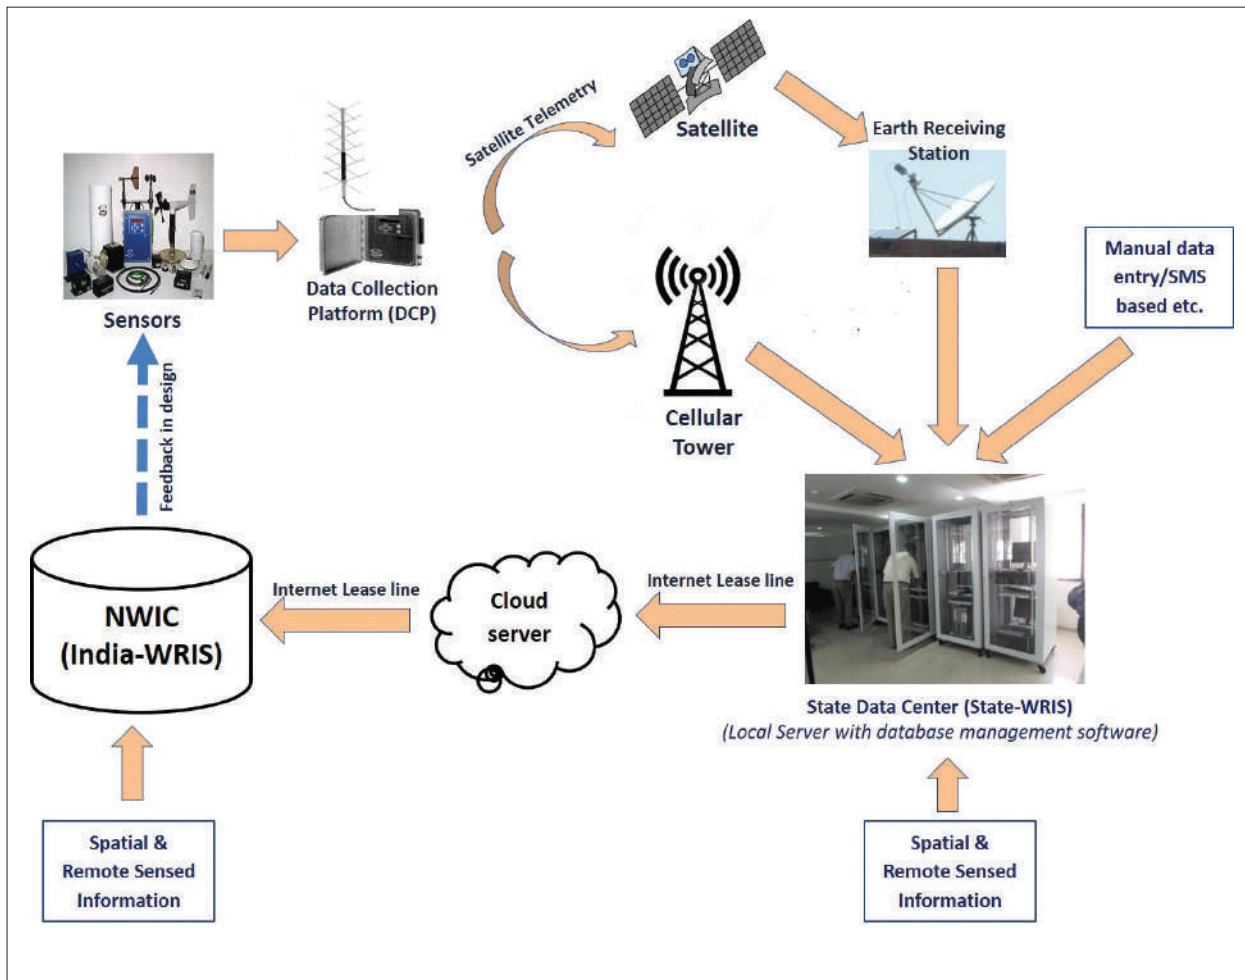 Satellite Telemetry
Satellite
Earth Receiving
Station
Sensors
Data Collection
Platform (DCP)
Manual data
entry/SMS
based etc.
Cellular
Tower
Feedback in design
NWIC
(India-WRIS)
Internet Lease line
Cloud
server
Internet Lease line
State Data Center (State-WRIS)
(Local Server with database management software)
Spatial &
Remote Sensed
Information
Spatial &
Remote Sensed
Information